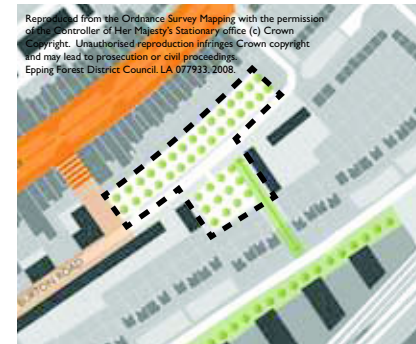 Reproduced from the Ordnance Survey Mapping with the permission
of the Controller of Her Majesty's Stationary office (c) Crown
Copyright. Unauthorised reproduction infringes Crown copyright
and may lead to prosecution or civil proceedings.
Epping Forest District Council. LA 077933, 2008.
BURTON ROAD